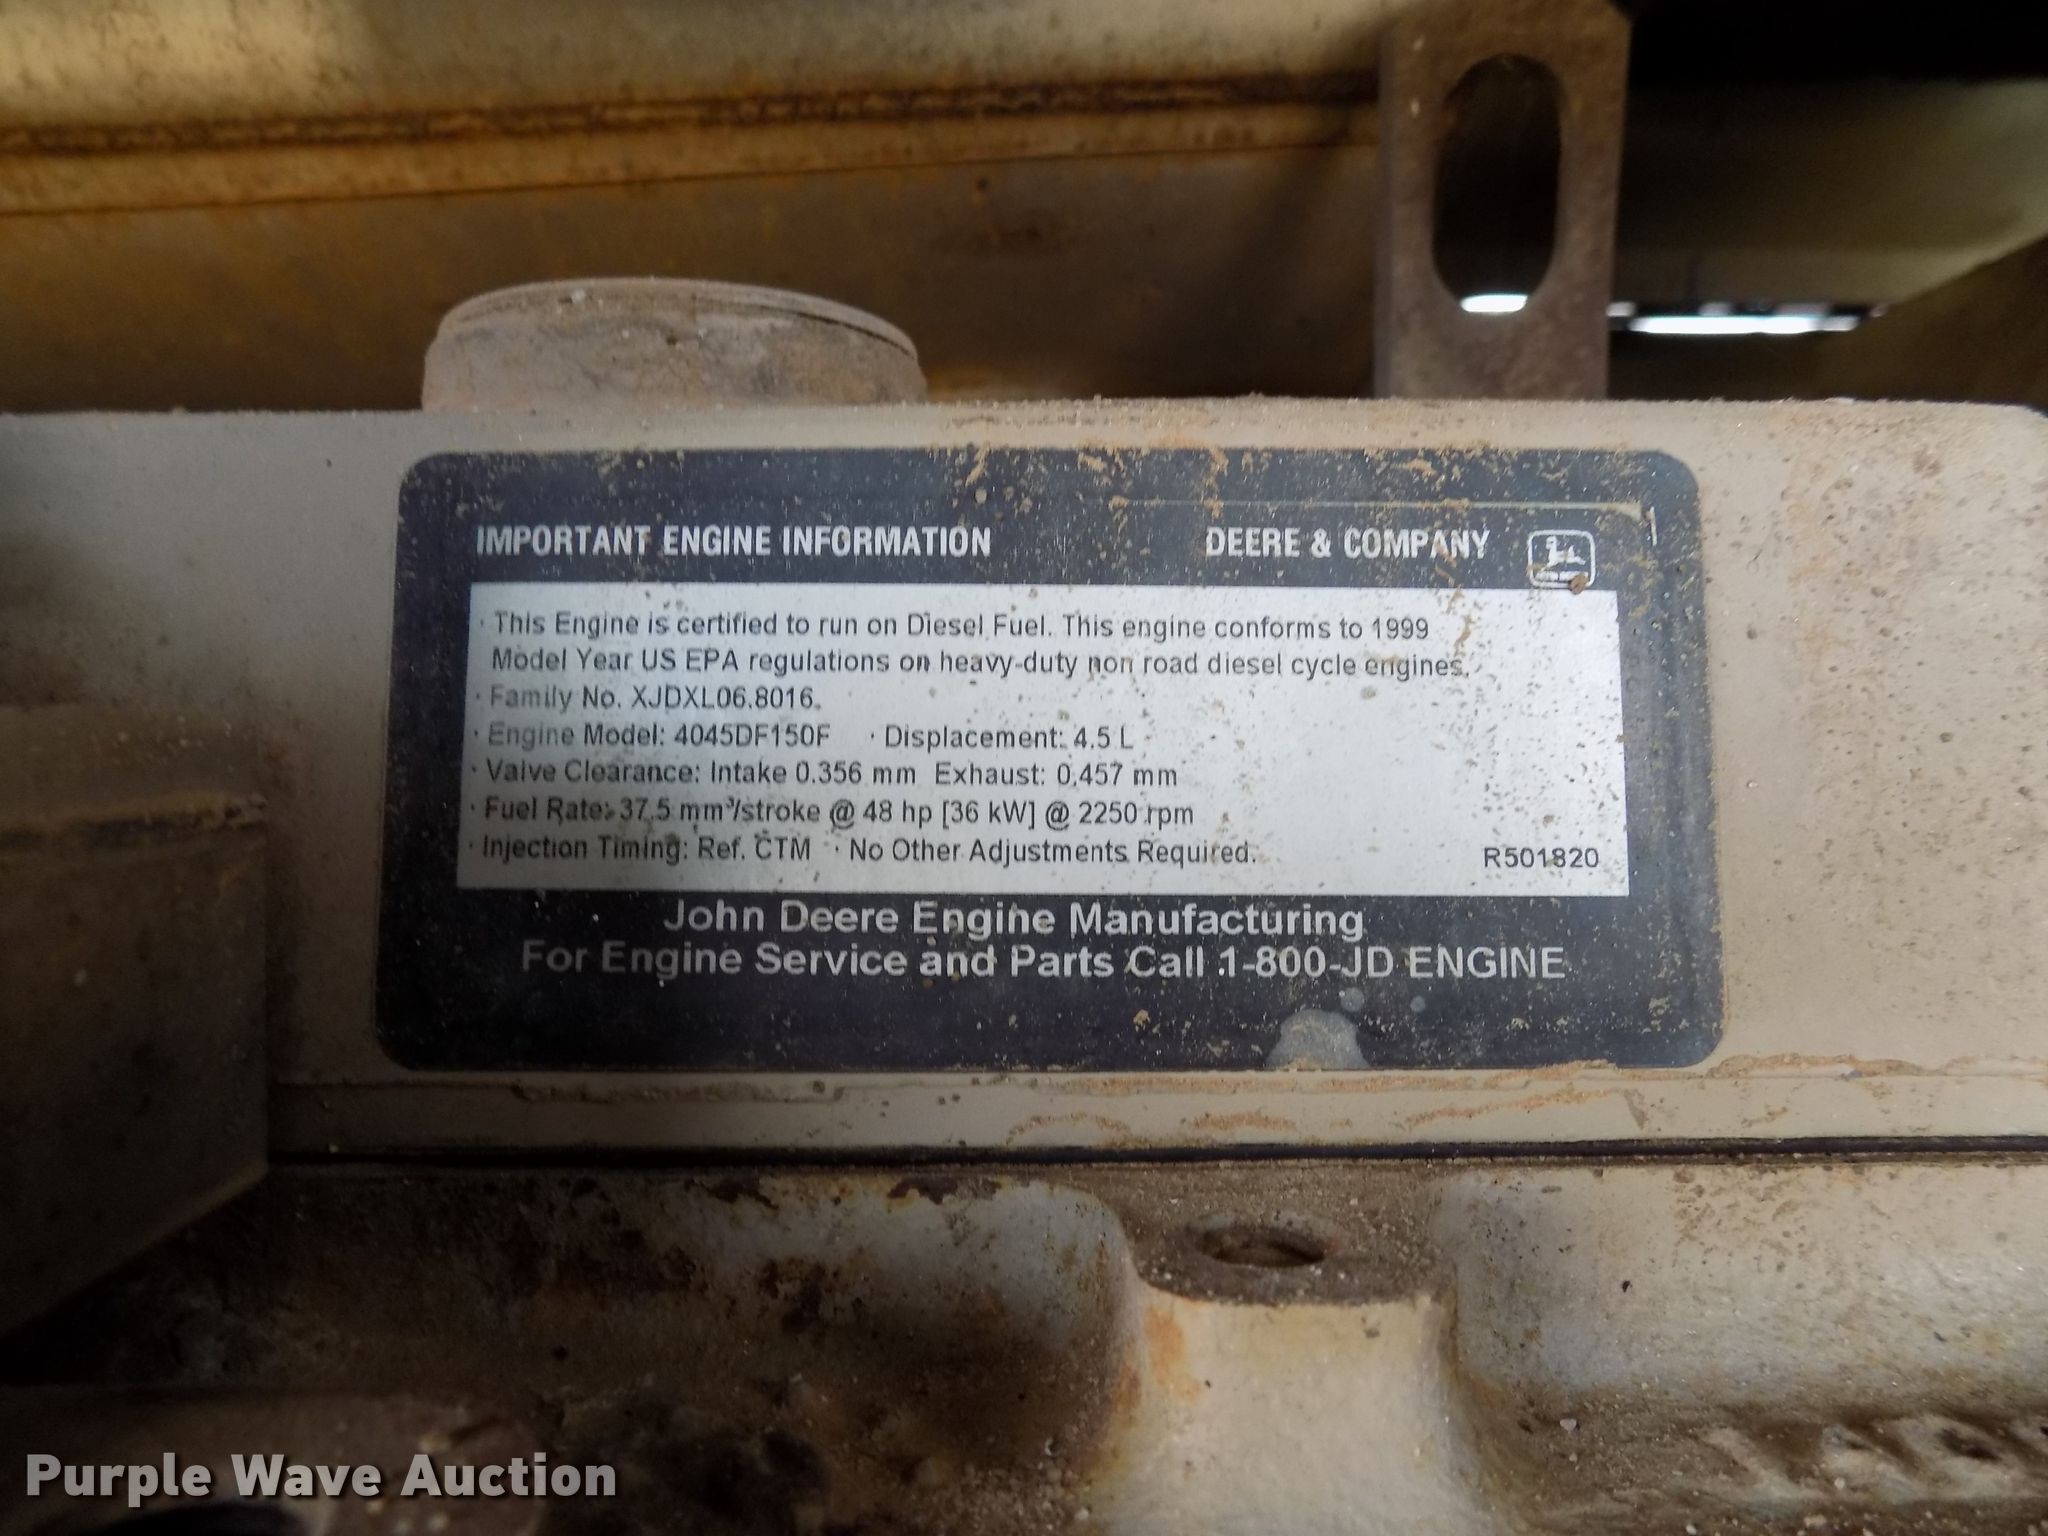 IMPORTANT ENGINE INFORMATION DEERE & COMPANY
· This Engine is certified to run on Diesel Fuel. This engine conforms to 1999
Model Year US EPA regulations on heavy-duty non road diesel cycle engines.
· Family No. XJDXL06.8016.
· Engine Model: 4045DF150F · Displacement: 4.5 L
· Valve Clearance: Intake 0.356 mm Exhaust: 0.457 mm
· Fuel Rate: 37.5 mm³/stroke @ 48 hp [36 kW] @ 2250 rpm
· Injection Timing: Ref. CTM · No Other Adjustments Required.
R501820
John Deere Engine Manufacturing
For Engine Service and Parts Call 1-800-JD ENGINE
Purple Wave Auction